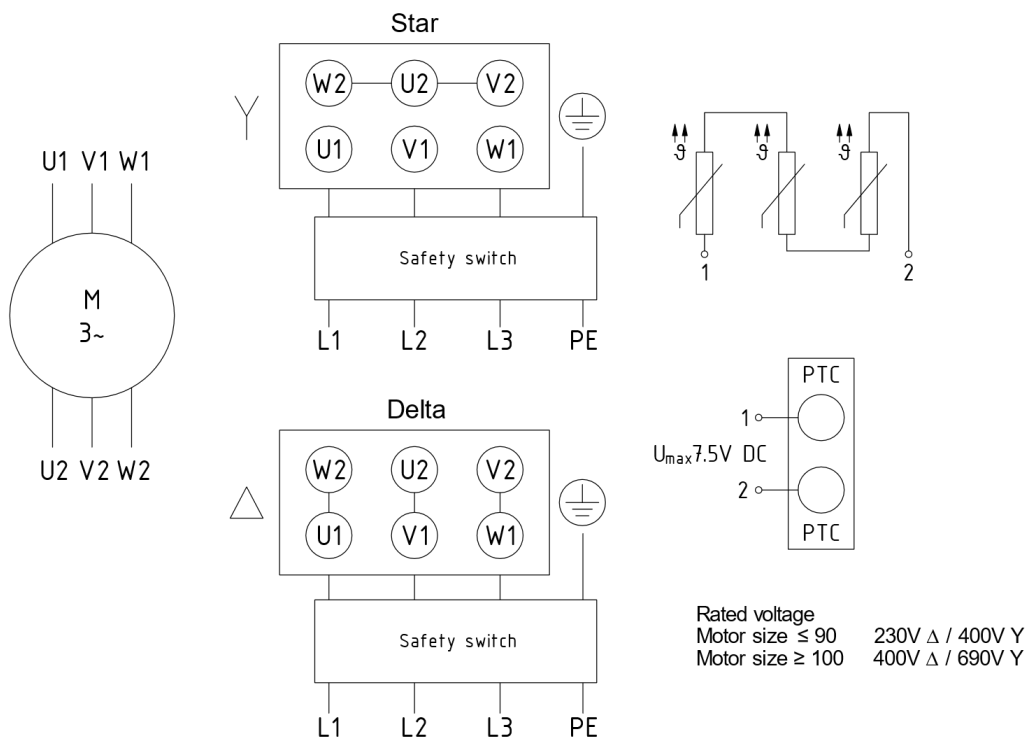 Star
W2 U2 V2
U1 V1 W1
Safety switch
L1 L2 L3 PE
U1 V1 W1
M
3~
U2 V2 W2
Delta
W2 U2 V2
U1 V1 W1
Safety switch
L1 L2 L3 PE
ϑ ϑ ϑ
1 2
PTC
1
Umax7.5V DC
2
PTC
Rated voltage
Motor size ≤ 90 230V Δ / 400V Y
Motor size ≥ 100 400V Δ / 690V Y